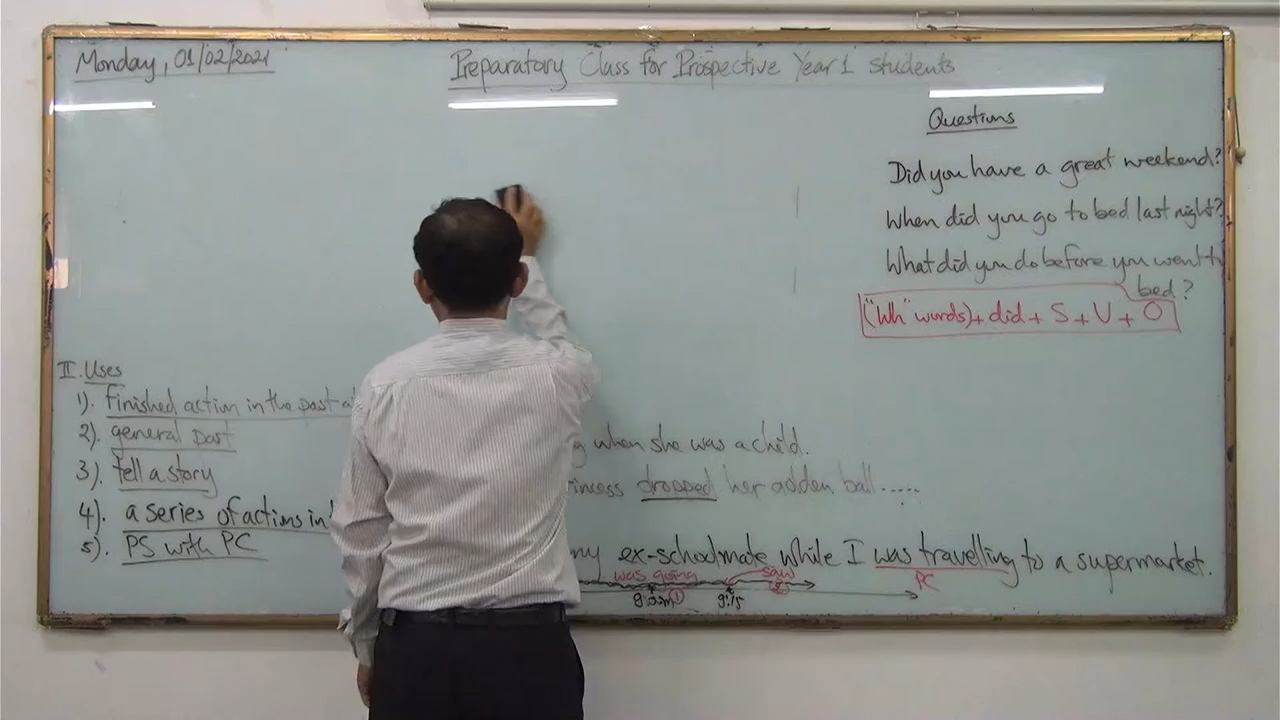 Monday, 01/02/2021
Preparatory Class for Prospective Year 1 students
Questions
Did you have a great weekend?
When did you go to bed last night?
What did you do before you went to
bed?
("Wh" words) + did + S + V + O
II. Uses
1). finished action in the past
2). general past
3). tell a story
4). a series of actions in
5). PS with PC
when she was a child.
dropped her golden ball.....
my ex-schoolmate while I was travelling to a supermarket.
was going saw PC
9:15